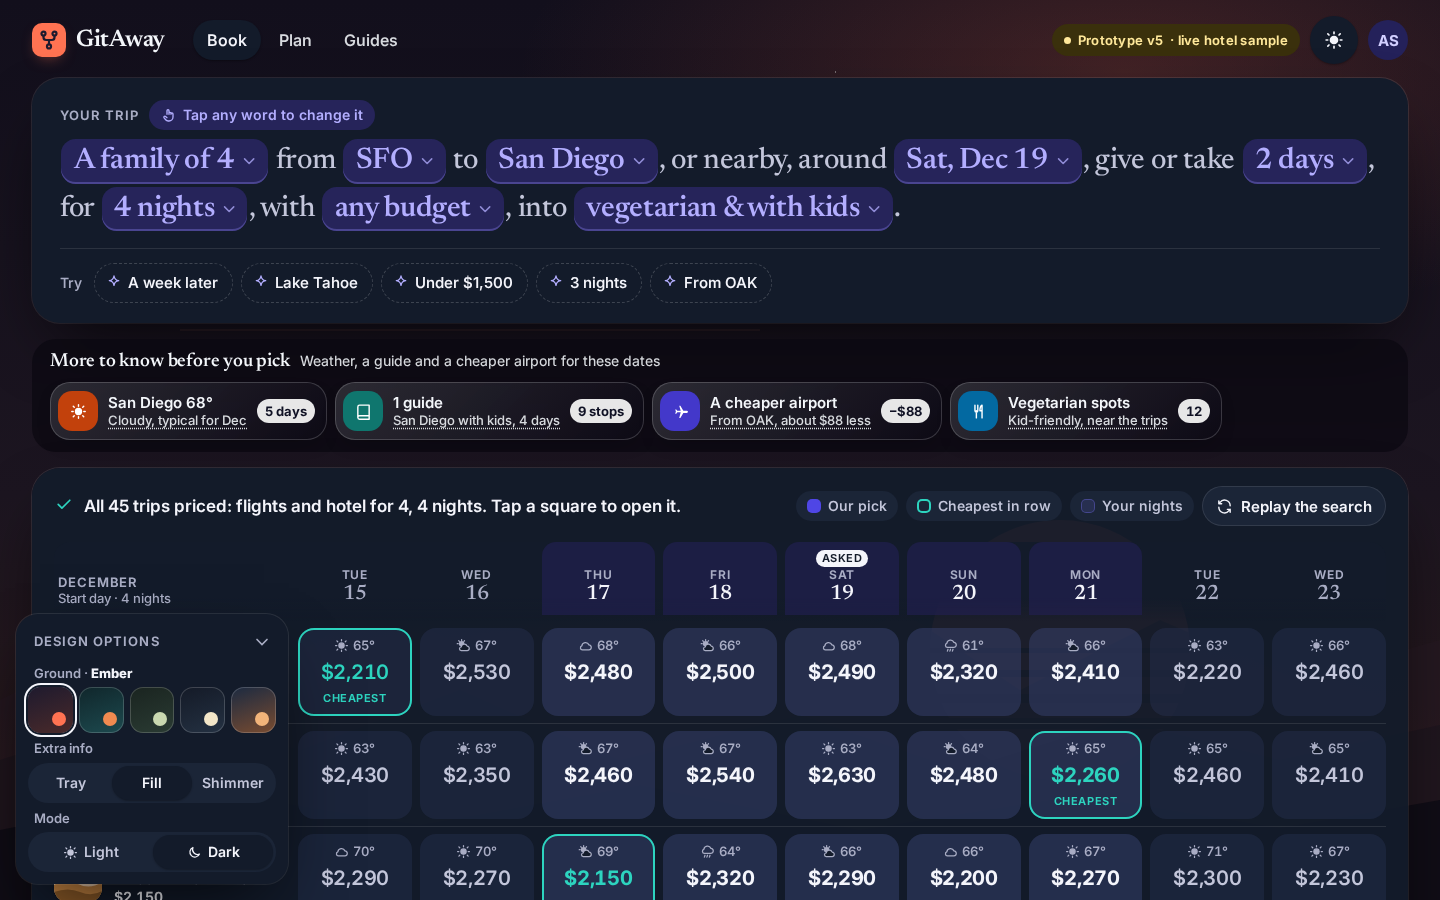 GitAway
Book
Plan
Guides
Prototype v5 · live hotel sample
AS
YOUR TRIP
Tap any word to change it
A family of 4 from SFO to San Diego, or nearby, around Sat, Dec 19, give or take 2 days,
for 4 nights, with any budget, into vegetarian & with kids.
Try
A week later
Lake Tahoe
Under $1,500
3 nights
From OAK
More to know before you pick
Weather, a guide and a cheaper airport for these dates
San Diego 68°
Cloudy, typical for Dec
5 days
1 guide
San Diego with kids, 4 days
9 stops
A cheaper airport
From OAK, about $88 less
−$88
Vegetarian spots
Kid-friendly, near the trips
12
All 45 trips priced: flights and hotel for 4, 4 nights. Tap a square to open it.
Our pick
Cheapest in row
Your nights
Replay the search
DECEMBER
Start day · 4 nights
TUE
15
WED
16
THU
17
FRI
18
ASKED
SAT
19
SUN
20
MON
21
TUE
22
WED
23
65°
$2,210
CHEAPEST
67°
$2,530
68°
$2,480
66°
$2,500
68°
$2,490
61°
$2,320
66°
$2,410
63°
$2,220
66°
$2,460
63°
$2,430
63°
$2,350
67°
$2,460
67°
$2,540
63°
$2,630
64°
$2,480
65°
$2,260
CHEAPEST
65°
$2,460
65°
$2,410
70°
$2,290
70°
$2,270
69°
$2,150
64°
$2,320
66°
$2,290
66°
$2,200
67°
$2,270
71°
$2,300
67°
$2,230
DESIGN OPTIONS
Ground · Ember
Extra info
Tray
Fill
Shimmer
Mode
Light
Dark
$2,150